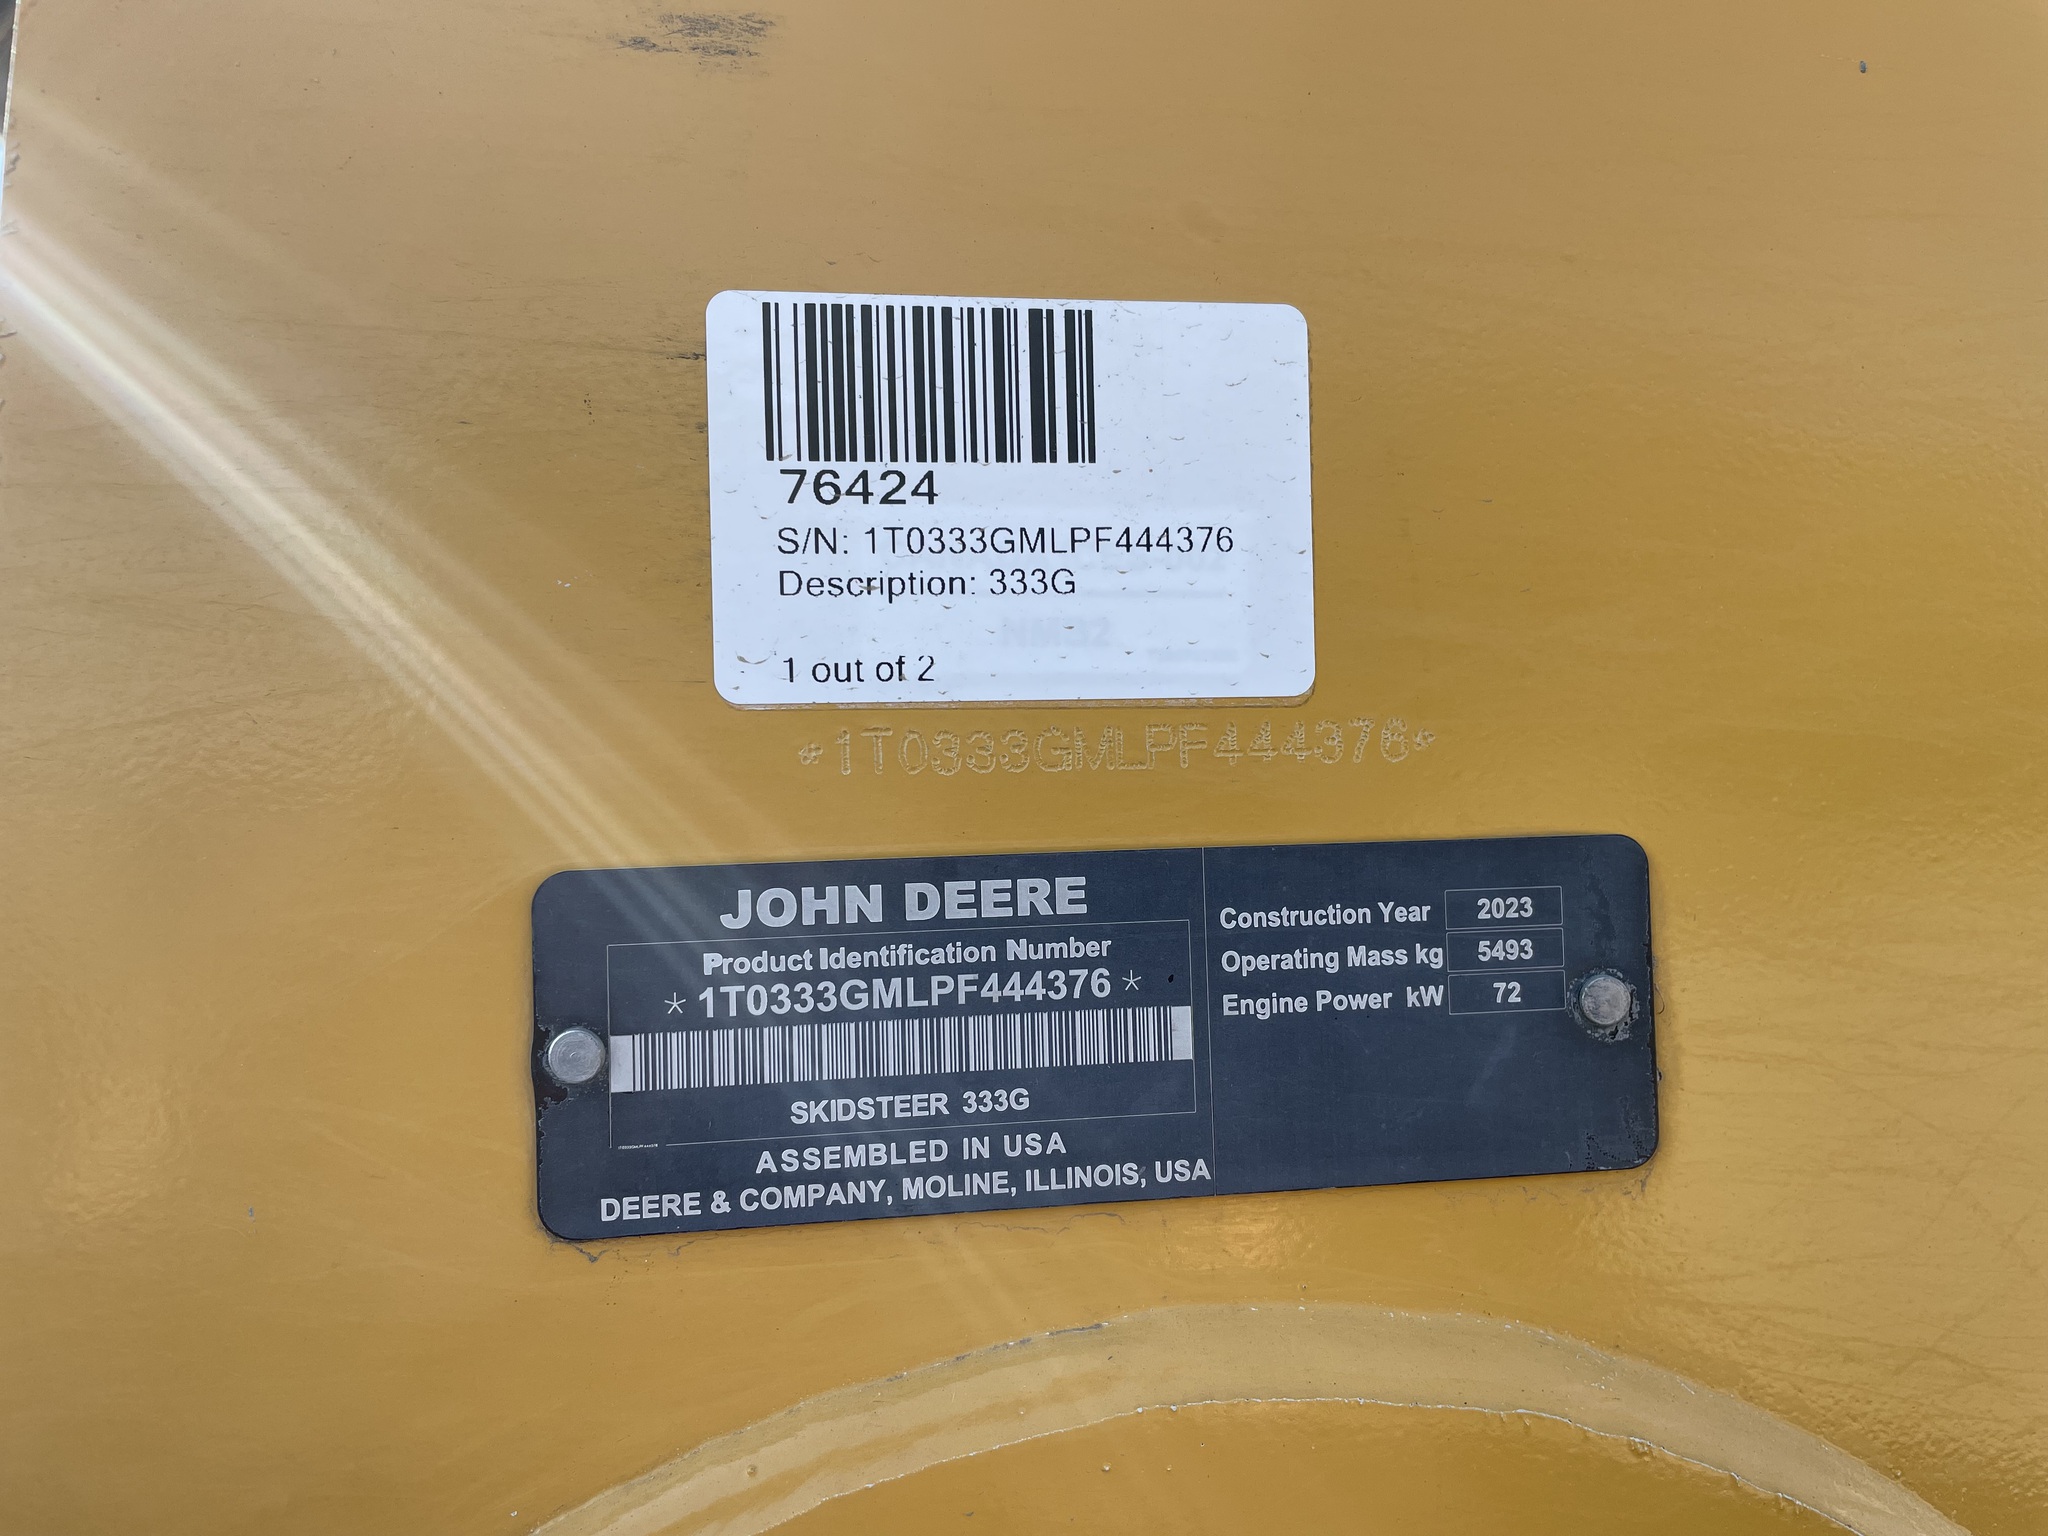 76424
S/N: 1T0333GMLPF444376
Description: 333G
1 out of 2
*1T0333GMLPF444376*
JOHN DEERE
Product Identification Number
* 1T0333GMLPF444376 *
SKIDSTEER 333G
ASSEMBLED IN USA
DEERE & COMPANY, MOLINE, ILLINOIS, USA
Construction Year 2023
Operating Mass kg 5493
Engine Power kW 72